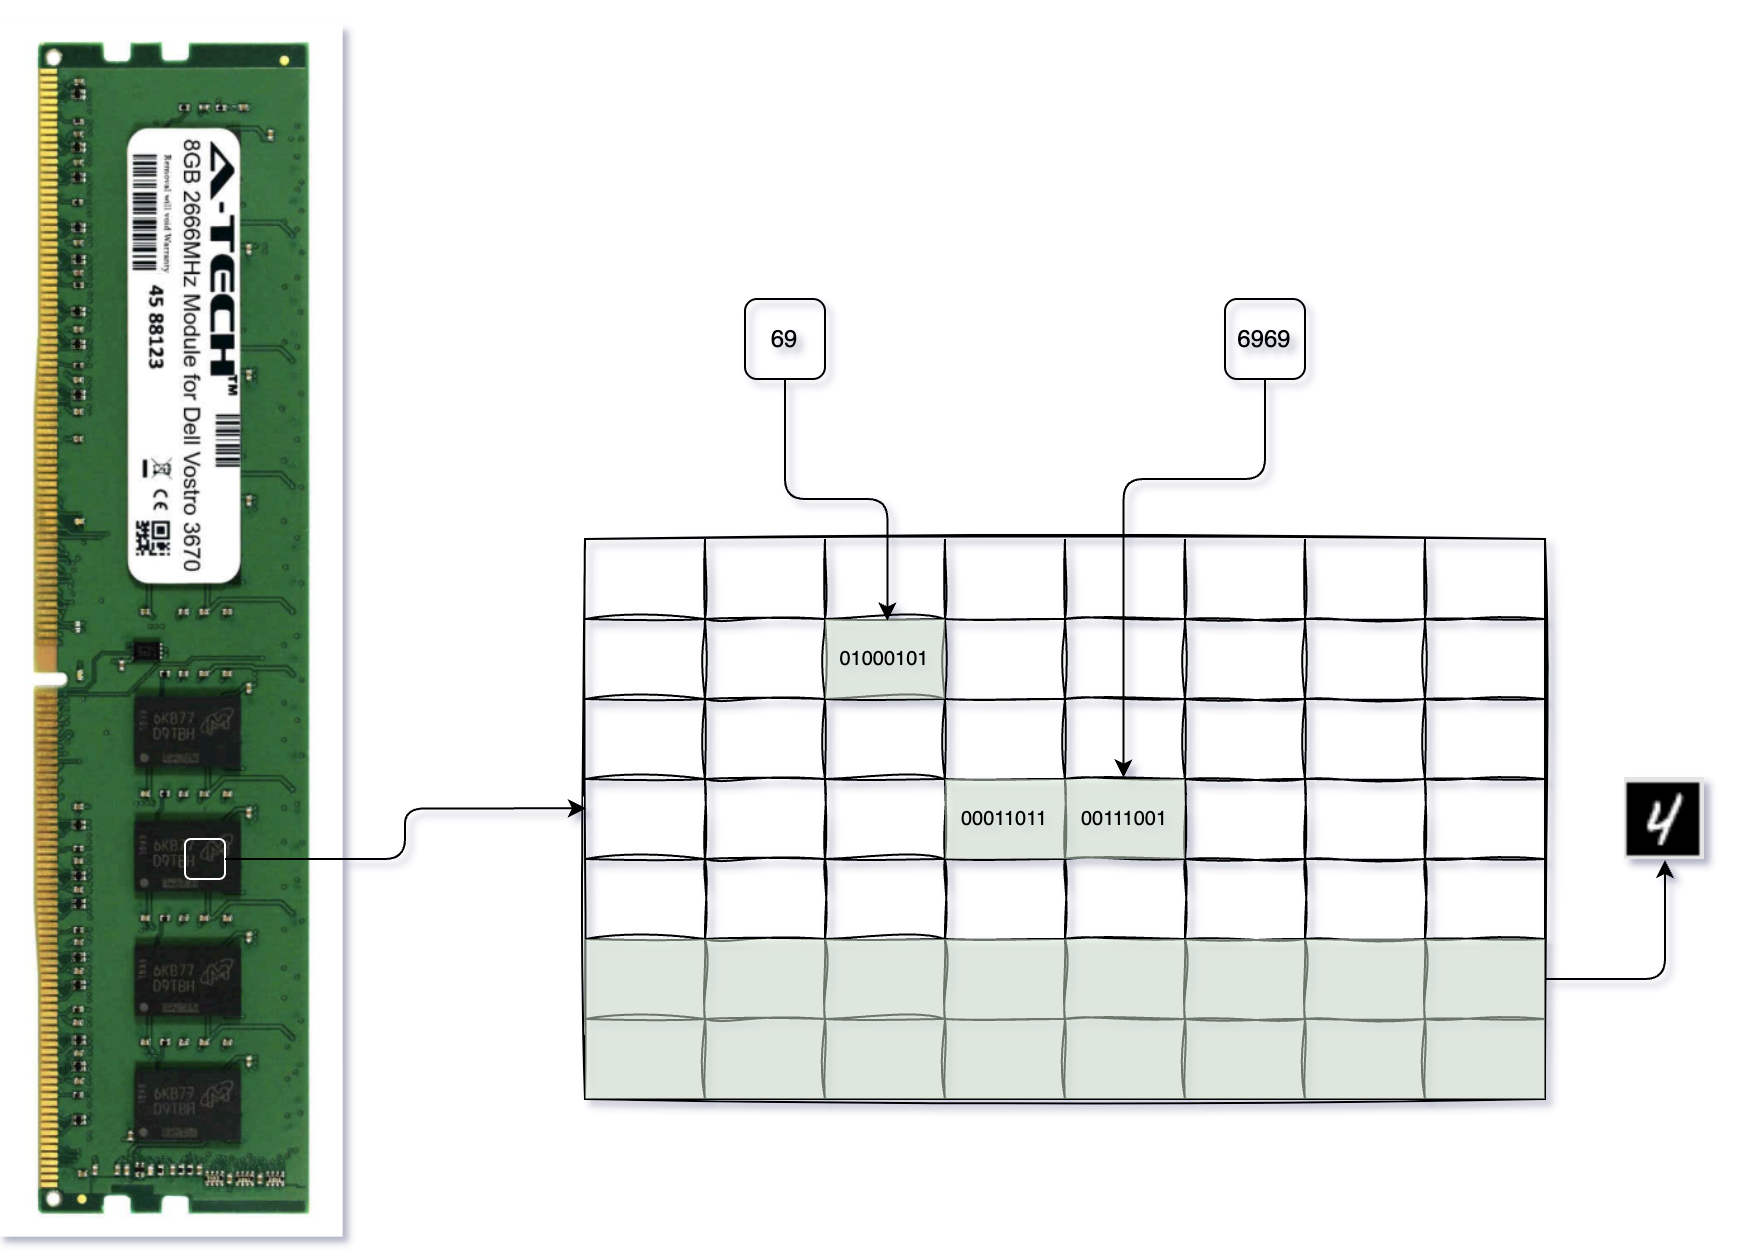 A-TECH™
8GB 2666MHz Module for Dell Vostro 3670
Removal will void Warranty
45 88123
CE
6KB77
D9TBH
6KB77
D9TBH
6KB77
D9TBH
6KB77
D9TBH
69
6969
01000101
00011011
00111001
4